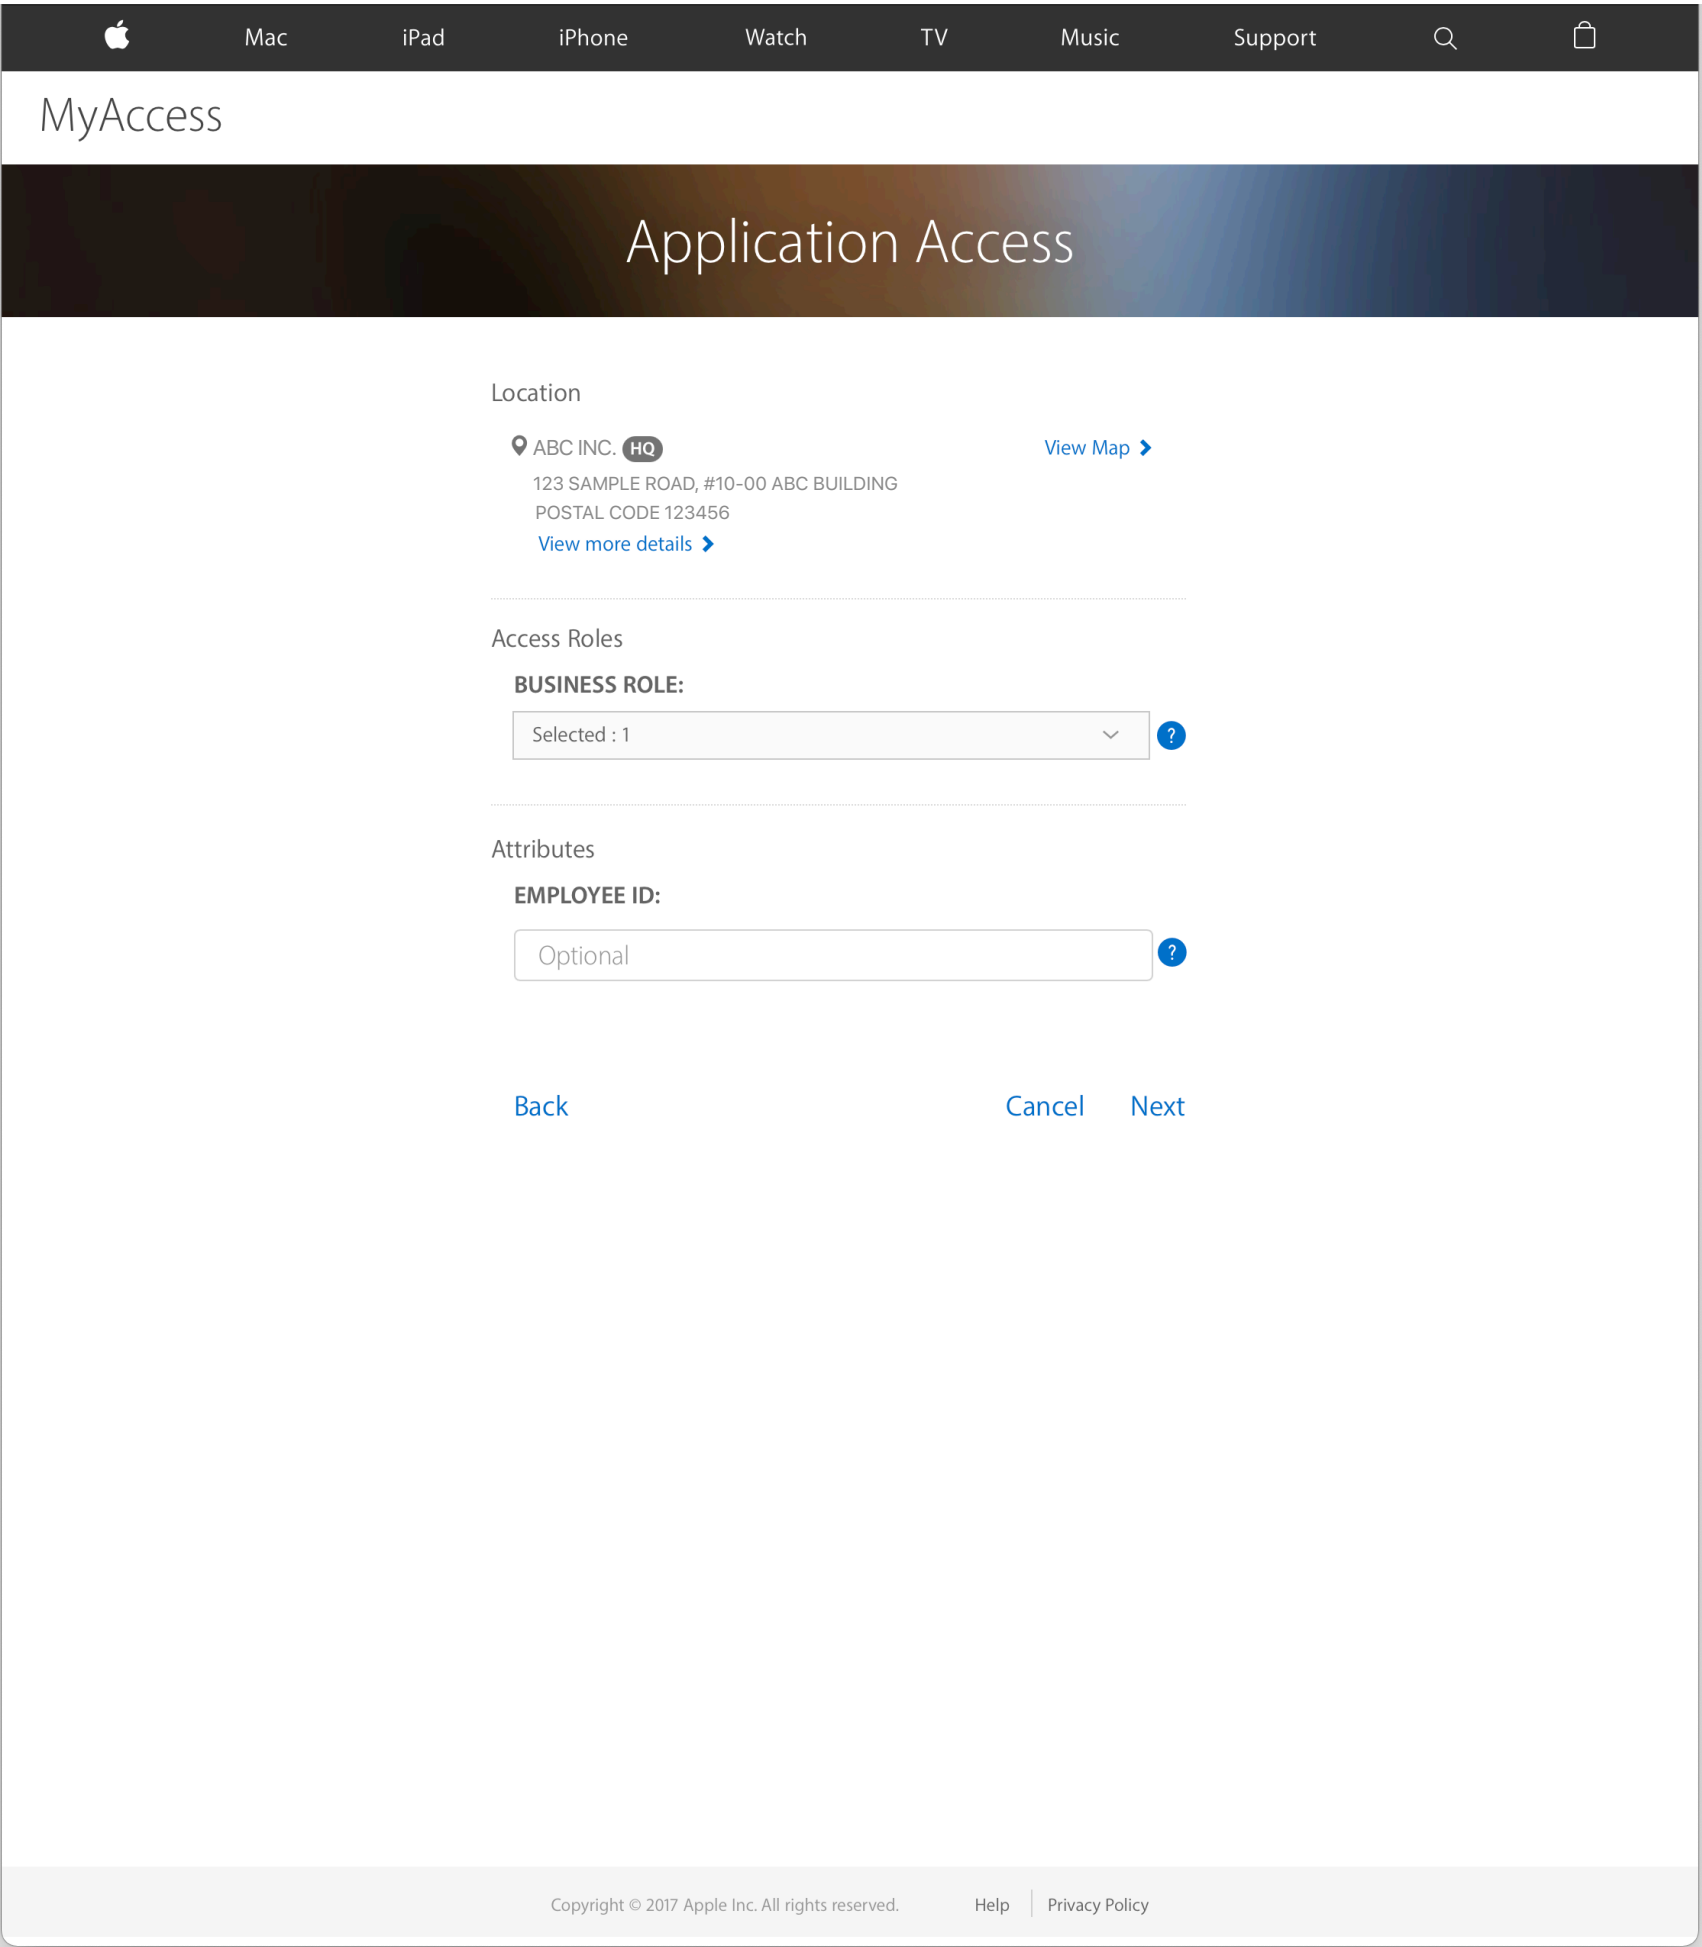 Mac iPad iPhone Watch TV Music Support
MyAccess
Application Access
Location
ABC INC. HQ View Map
123 SAMPLE ROAD, #10-00 ABC BUILDING
POSTAL CODE 123456
View more details
Access Roles
BUSINESS ROLE:
Selected : 1 ?
Attributes
EMPLOYEE ID:
Optional ?
Back Cancel Next
Copyright © 2017 Apple Inc. All rights reserved. Help Privacy Policy